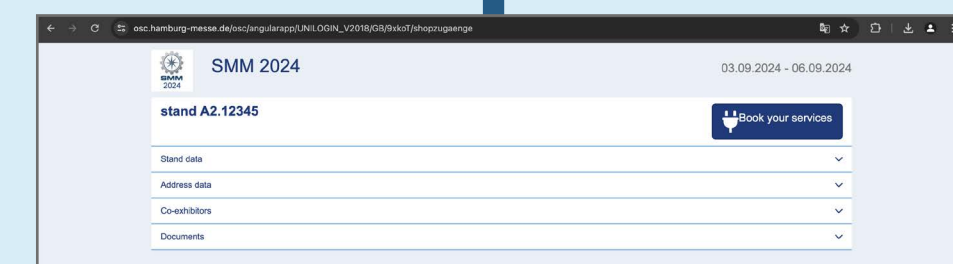 osc.hamburg-messe.de/osc/angularapp/UNILOGIN_V2018/GB/9xkoT/shopzugaenge
SMM
2024
SMM 2024
03.09.2024 - 06.09.2024
stand A2.12345
Book your services
Stand data
Address data
Co-exhibitors
Documents